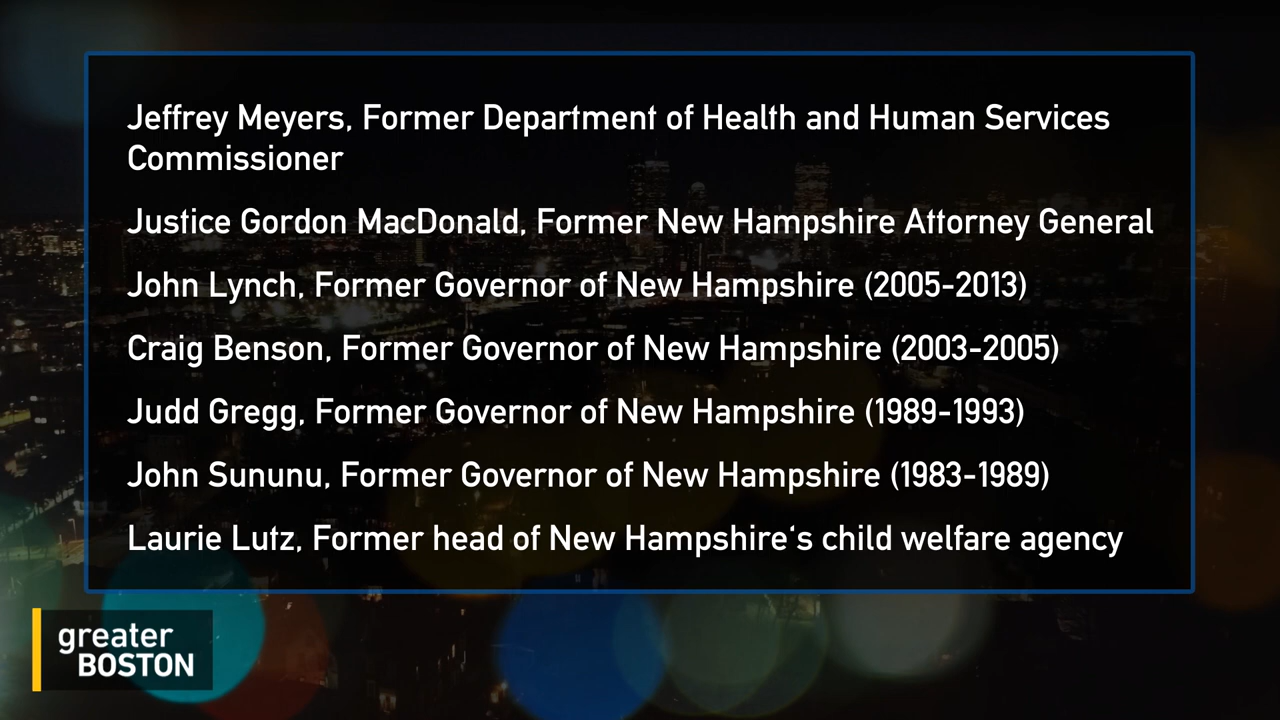 Jeffrey Meyers, Former Department of Health and Human Services
Commissioner
Justice Gordon MacDonald, Former New Hampshire Attorney General
John Lynch, Former Governor of New Hampshire (2005-2013)
Craig Benson, Former Governor of New Hampshire (2003-2005)
Judd Gregg, Former Governor of New Hampshire (1989-1993)
John Sununu, Former Governor of New Hampshire (1983-1989)
Laurie Lutz, Former head of New Hampshire‘s child welfare agency
greater
BOSTON